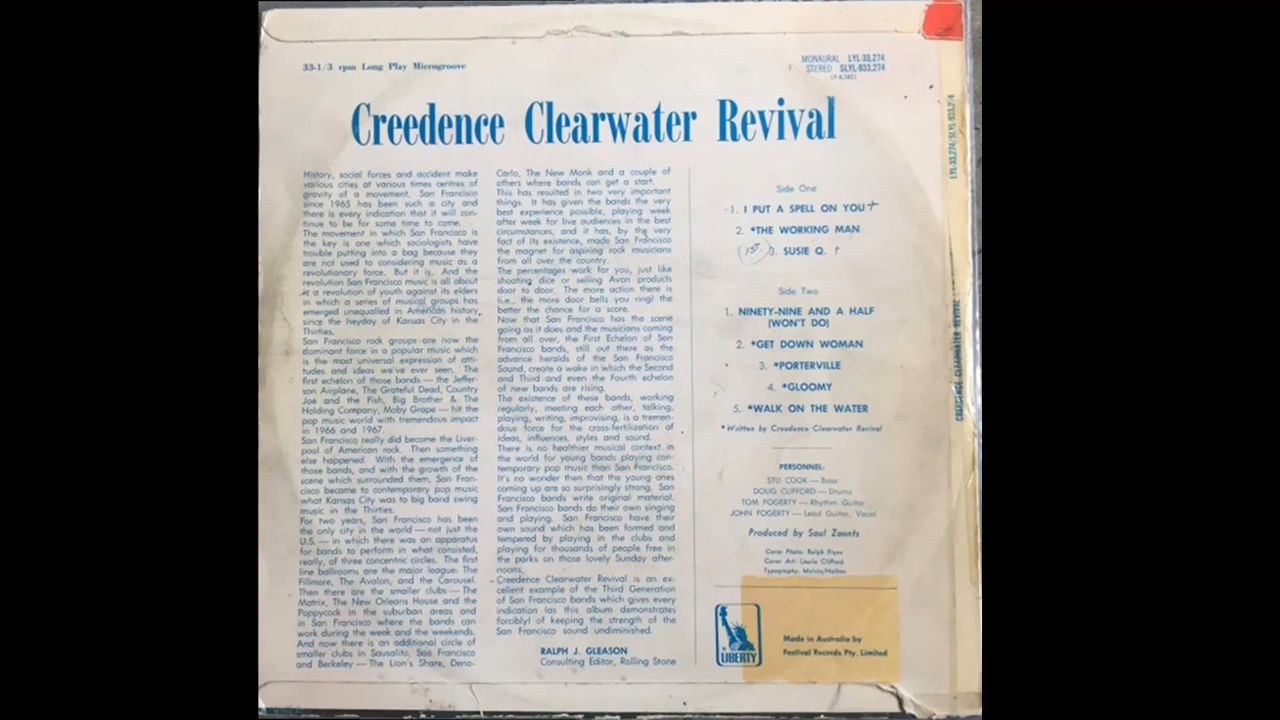 33-1/3 rpm Long Play Microgroove
MONAURAL LYL-33,274
STEREO SLYL-933,274
Creedence Clearwater Revival
History, social forces and accident make
various cities at various times centres of
gravity of a movement. San Francisco
since 1965 has been such a city and
there is every indication that it will con-
tinue to be for some time to come.
The movement in which San Francisco is
the key is one which sociologists have
trouble putting into a bag because they
are not used to considering music as a
revolutionary force. But it is. And the
revolution San Francisco music is all about
is a revolution of youth against its elders
in which a series of musical groups has
emerged unequalled in American history
since the heyday of Kansas City in the
Thirties.
San Francisco rock groups are now the
dominant force in a popular music which
is the most universal expression of atti-
tudes and ideas we've ever seen. The
first echelon of those bands — the Jeffer-
son Airplane, The Grateful Dead, Country
Joe and the Fish, Big Brother & The
Holding Company, Moby Grape — hit the
pop music world with tremendous impact
in 1966 and 1967.
San Francisco really did become the Liver-
pool of American rock. Then something
else happened. With the emergence of
those bands, and with the growth of the
scene which surrounded them, San Fran-
cisco became to contemporary pop music
what Kansas City was to big band swing
music in the Thirties.
For two years, San Francisco has been
the only city in the world — not just the
U.S. — in which there was an apparatus
for bands to perform in what consisted,
really, of three concentric circles. The first
line ballrooms are the major league: The
Fillmore, The Avalon, and the Carousel.
Then there are the smaller clubs — The
Matrix, The New Orleans House and the
Poppycock in the suburban areas and
in San Francisco where the bands can
work during the week and the weekends.
And now there is an additional circle of
smaller clubs in Sausalito, San Francisco
and Berkeley — The Lion's Share, Deno-
Carlo, The New Monk and a couple of
others where bands can get a start.
This has resulted in two very important
things. It has given the bands the very
best experience possible, playing week
after week for live audiences in the best
circumstances, and it has, by the very
fact of its existence, made San Francisco
the magnet for aspiring rock musicians
from all over the country.
The percentages work for you, just like
shooting dice or selling Avon products
door to door. The more action there is
(i.e., the more door bells you ring) the
better the chance for a score.
Now that San Francisco has the scene
going as it does and the musicians coming
from all over, the First Echelon of San
Francisco bands, still out there as the
advance heralds of the San Francisco
Sound, create a wake in which the Second
and Third and even the Fourth echelon
of new bands are rising.
The existence of these bands, working
regularly, meeting each other, talking,
playing, writing, improvising, is a tremen-
dous force for the cross-fertilization of
ideas, influences, styles and sound.
There is no healthier musical context in
the world for young bands playing con-
temporary pop music than San Francisco.
It's no wonder then that the young ones
coming up are so surprisingly strong. San
Francisco bands write original material.
San Francisco bands do their own singing
and playing. San Francisco have their
own sound which has been formed and
tempered by playing in the clubs and
playing for thousands of people free in
the parks on those lovely Sunday after-
noons.
Creedence Clearwater Revival is an ex-
cellent example of the Third Generation
of San Francisco bands which gives every
indication (as this album demonstrates
forcibly) of keeping the strength of the
San Francisco sound undiminished.
RALPH J. GLEASON
Consulting Editor, Rolling Stone
Side One
1. I PUT A SPELL ON YOU +
2. *THE WORKING MAN
1ST 3. SUSIE Q.
Side Two
1. NINETY-NINE AND A HALF
(WON'T DO)
2. *GET DOWN WOMAN
3. *PORTERVILLE
4. *GLOOMY
5. *WALK ON THE WATER
*Written by Creedence Clearwater Revival
PERSONNEL:
STU COOK — Bass
DOUG CLIFFORD — Drums
TOM FOGERTY — Rhythm Guitar
JOHN FOGERTY — Lead Guitar, Vocal
Produced by Saul Zaents
Cover Photo: Ralph
Cover Art: Laurie Clifford
Typography:
LIBERTY
Made in Australia by
Festival Records Pty. Limited
LYL-33,274/SLYL-933,274
CREEDENCE CLEARWATER REVIVAL